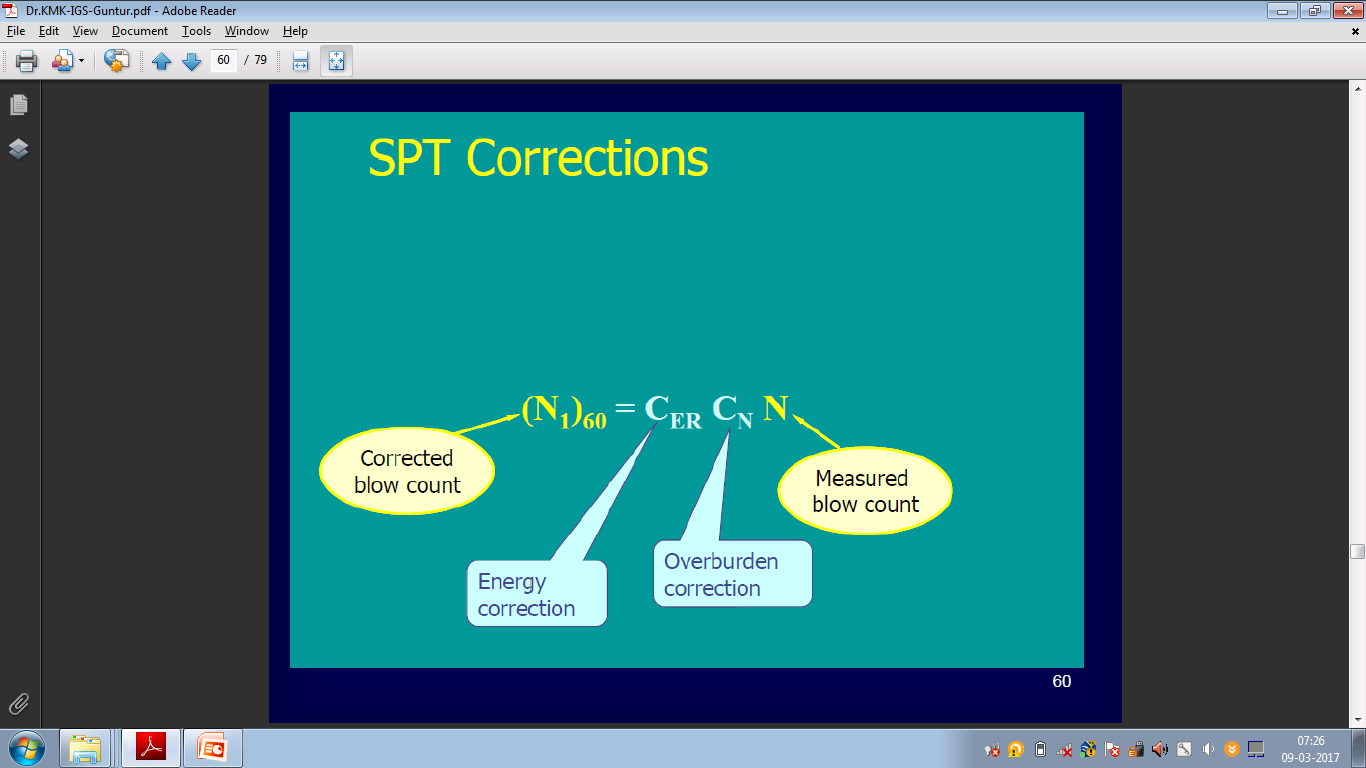 Dr.KMK-IGS-Guntur.pdf - Adobe Reader
File Edit View Document Tools Window Help
60 / 79
SPT Corrections
(N1)60 = CER CN N
Corrected
blow count
Measured
blow count
Overburden
correction
Energy
correction
60
07:26
09-03-2017